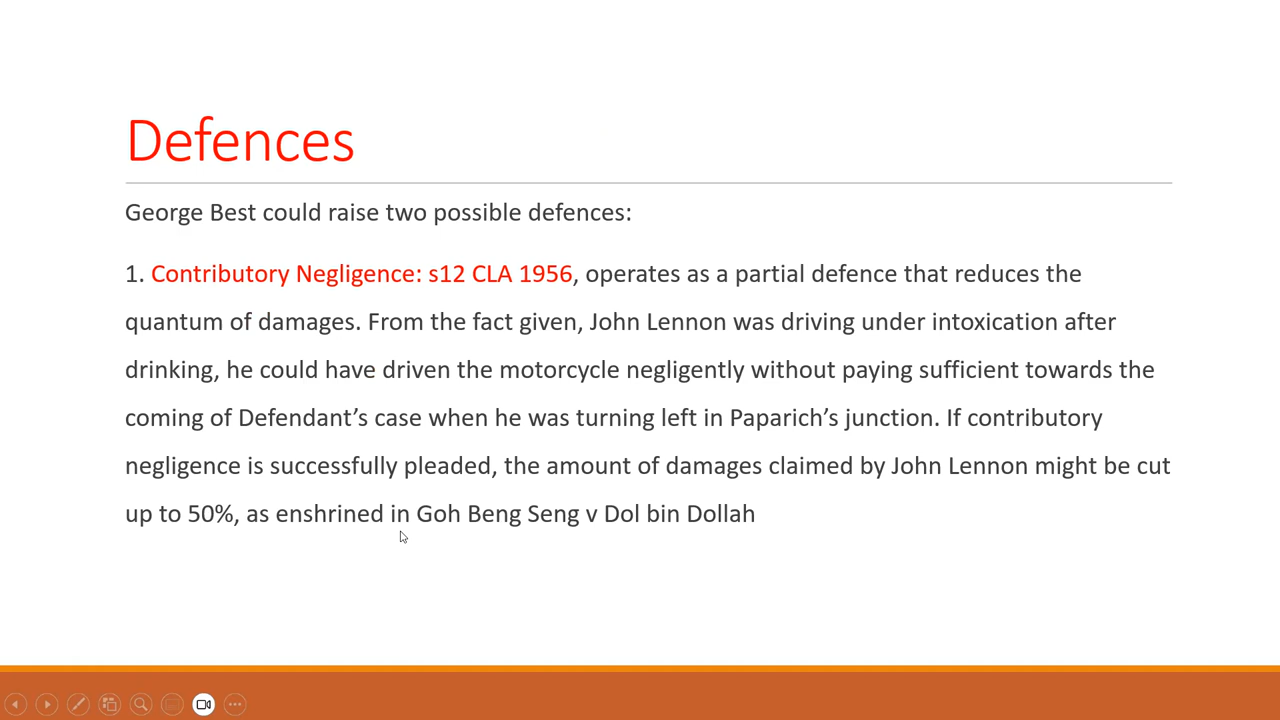 Defences
George Best could raise two possible defences:
1. Contributory Negligence: s12 CLA 1956, operates as a partial defence that reduces the
quantum of damages. From the fact given, John Lennon was driving under intoxication after
drinking, he could have driven the motorcycle negligently without paying sufficient towards the
coming of Defendant’s case when he was turning left in Paparich’s junction. If contributory
negligence is successfully pleaded, the amount of damages claimed by John Lennon might be cut
up to 50%, as enshrined in Goh Beng Seng v Dol bin Dollah